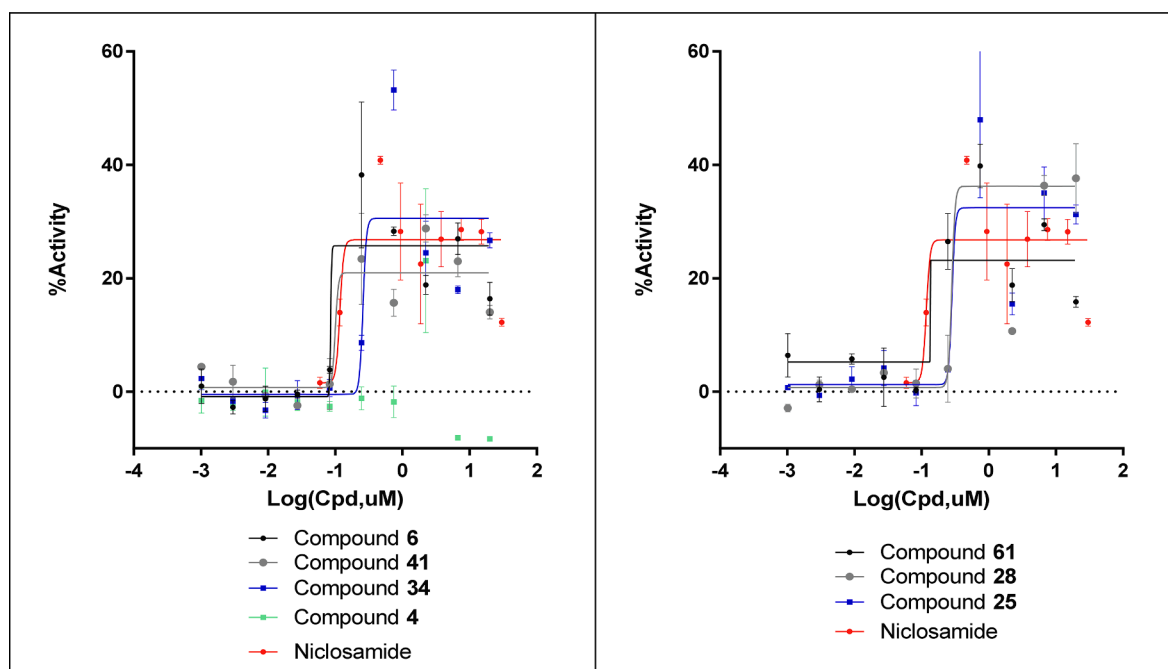 60
40
20
0
%Activity
-4
-3
-2
-1
0
1
2
Log(Cpd,uM)
Compound 6
Compound 41
Compound 34
Compound 4
Niclosamide
60
40
20
0
%Activity
-4
-3
-2
-1
0
1
2
Log(Cpd,uM)
Compound 61
Compound 28
Compound 25
Niclosamide